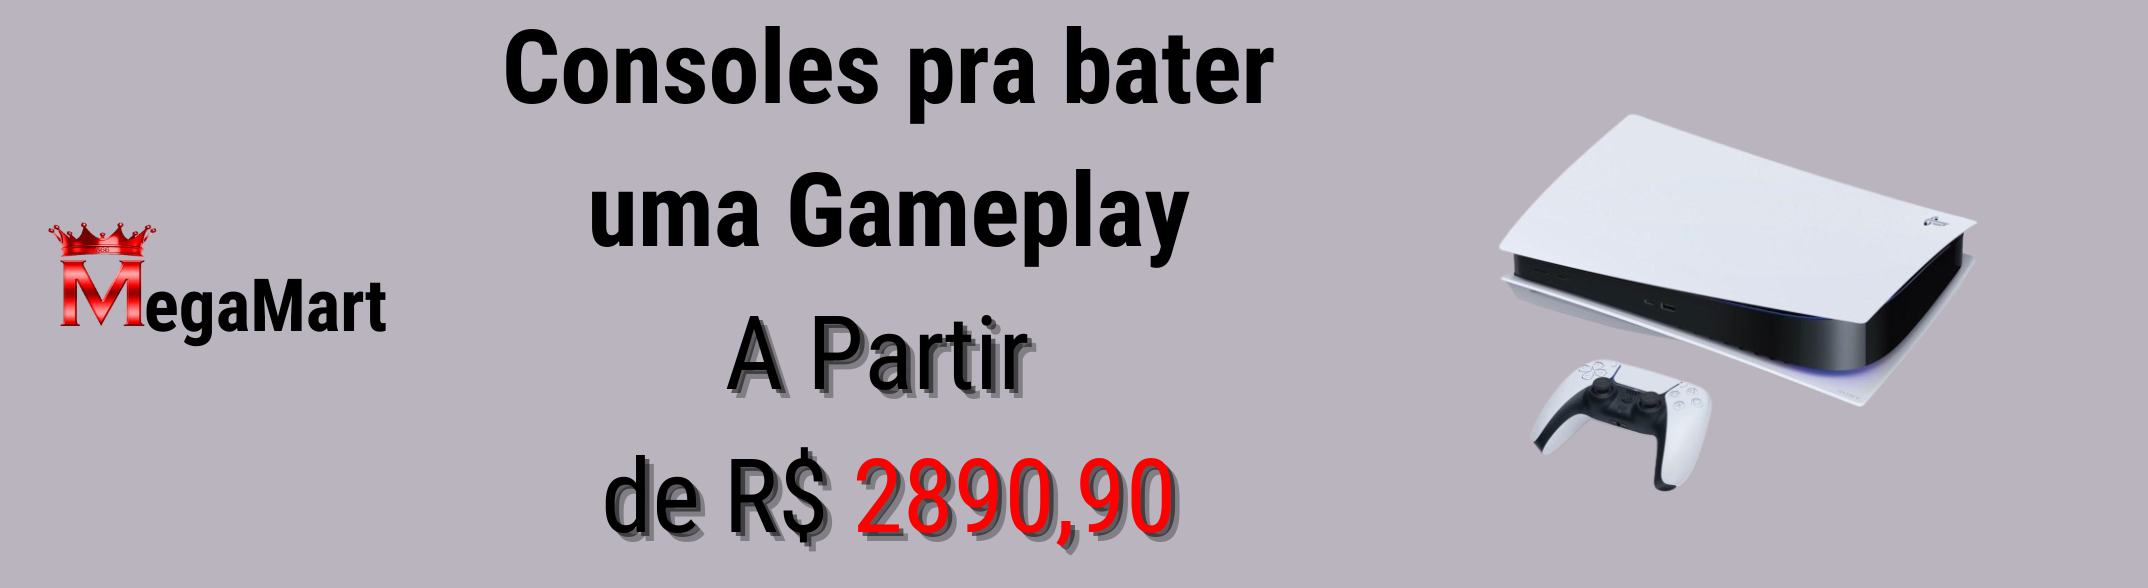 MegaMart
Consoles pra bater
uma Gameplay
A Partir
de R$ 2890,90